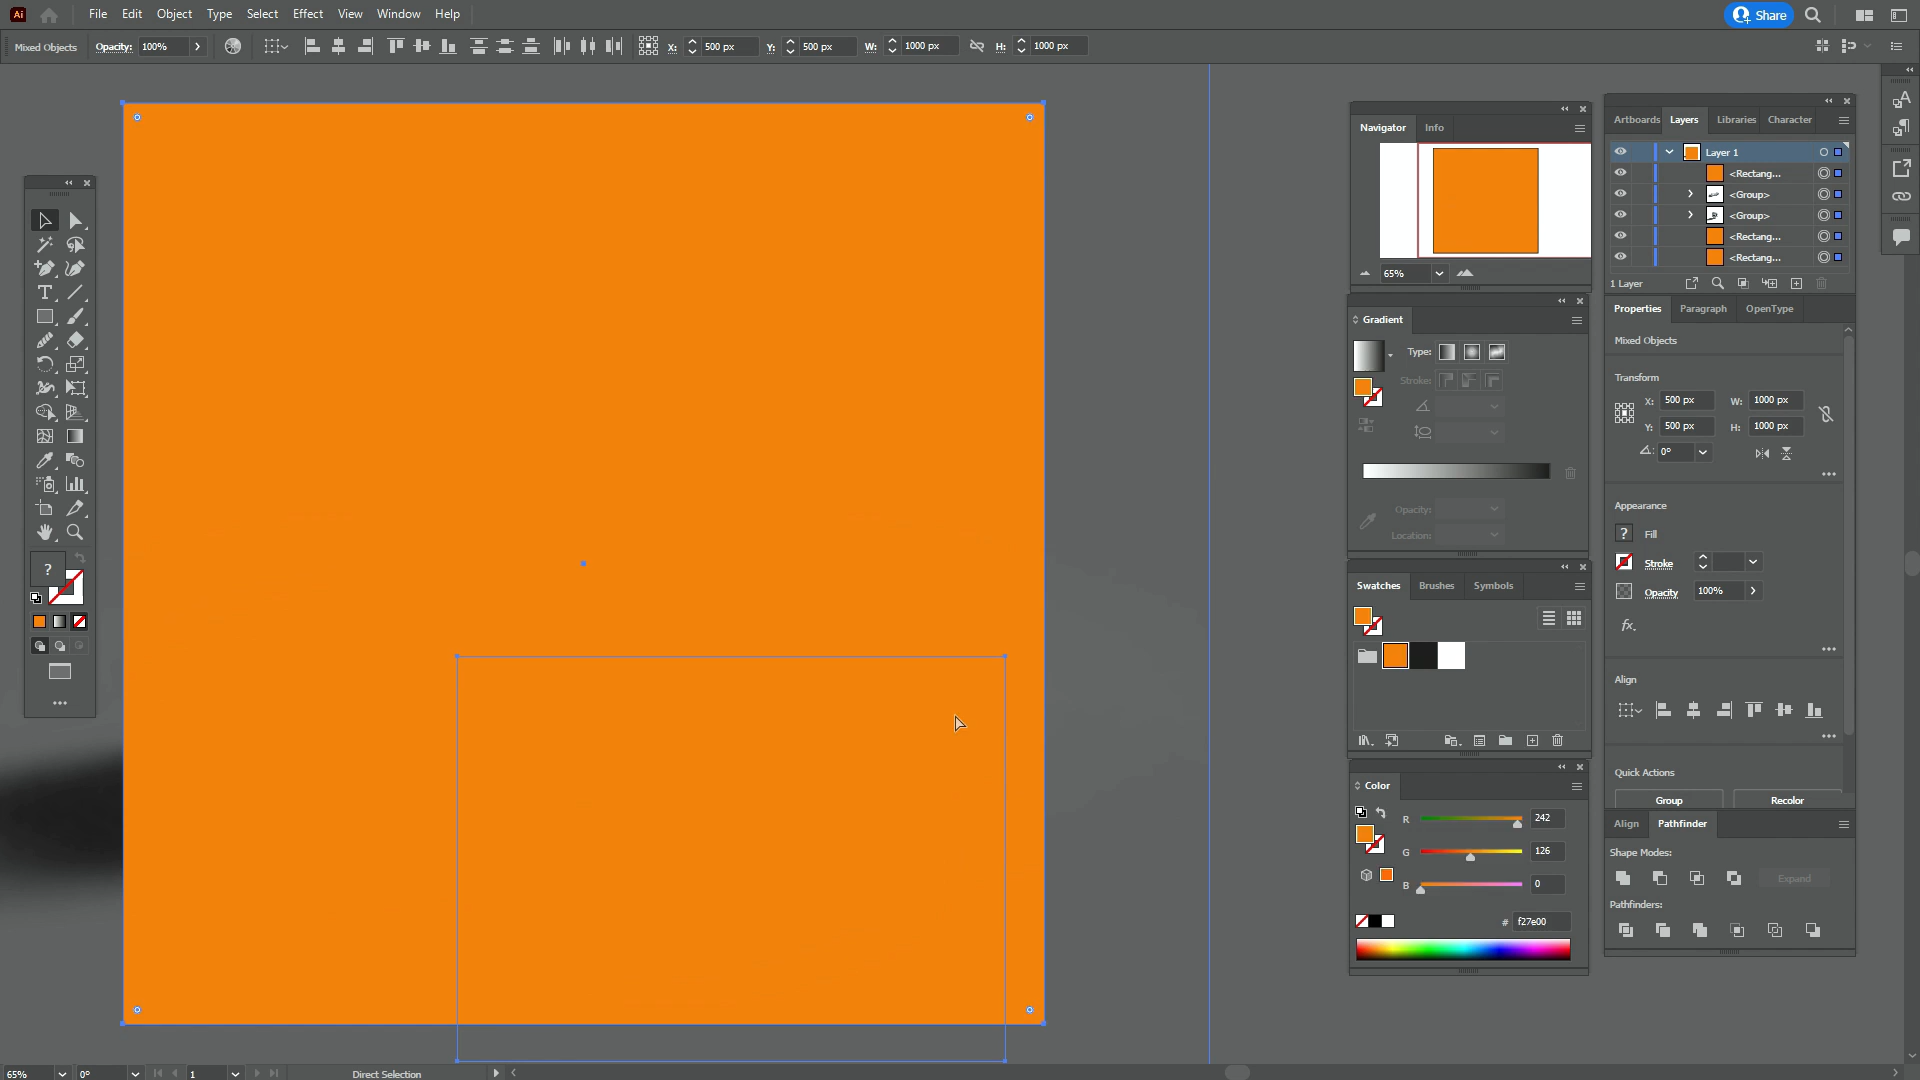 Ai File Edit Object Type Select Effect View Window Help Share
Mixed Objects Opacity: 100% X: 500 px Y: 500 px W: 1000 px H: 1000 px
Navigator Info
65%
Gradient
Type:
Stroke:
Opacity:
Location:
Swatches Brushes Symbols
Color
R 242
G 126
B 0
# f27e00
Artboards Layers Libraries Character
Layer 1
<Rectang...
<Group>
<Group>
<Rectang...
<Rectang...
1 Layer
Properties Paragraph OpenType
Mixed Objects
Transform
X: 500 px W: 1000 px
Y: 500 px H: 1000 px
0°
Appearance
? Fill
Stroke
Opacity 100%
fx.
Align
Quick Actions
Group Recolor
Align Pathfinder
Shape Modes:
Expand
Pathfinders:
?
65% 0° 1 Direct Selection